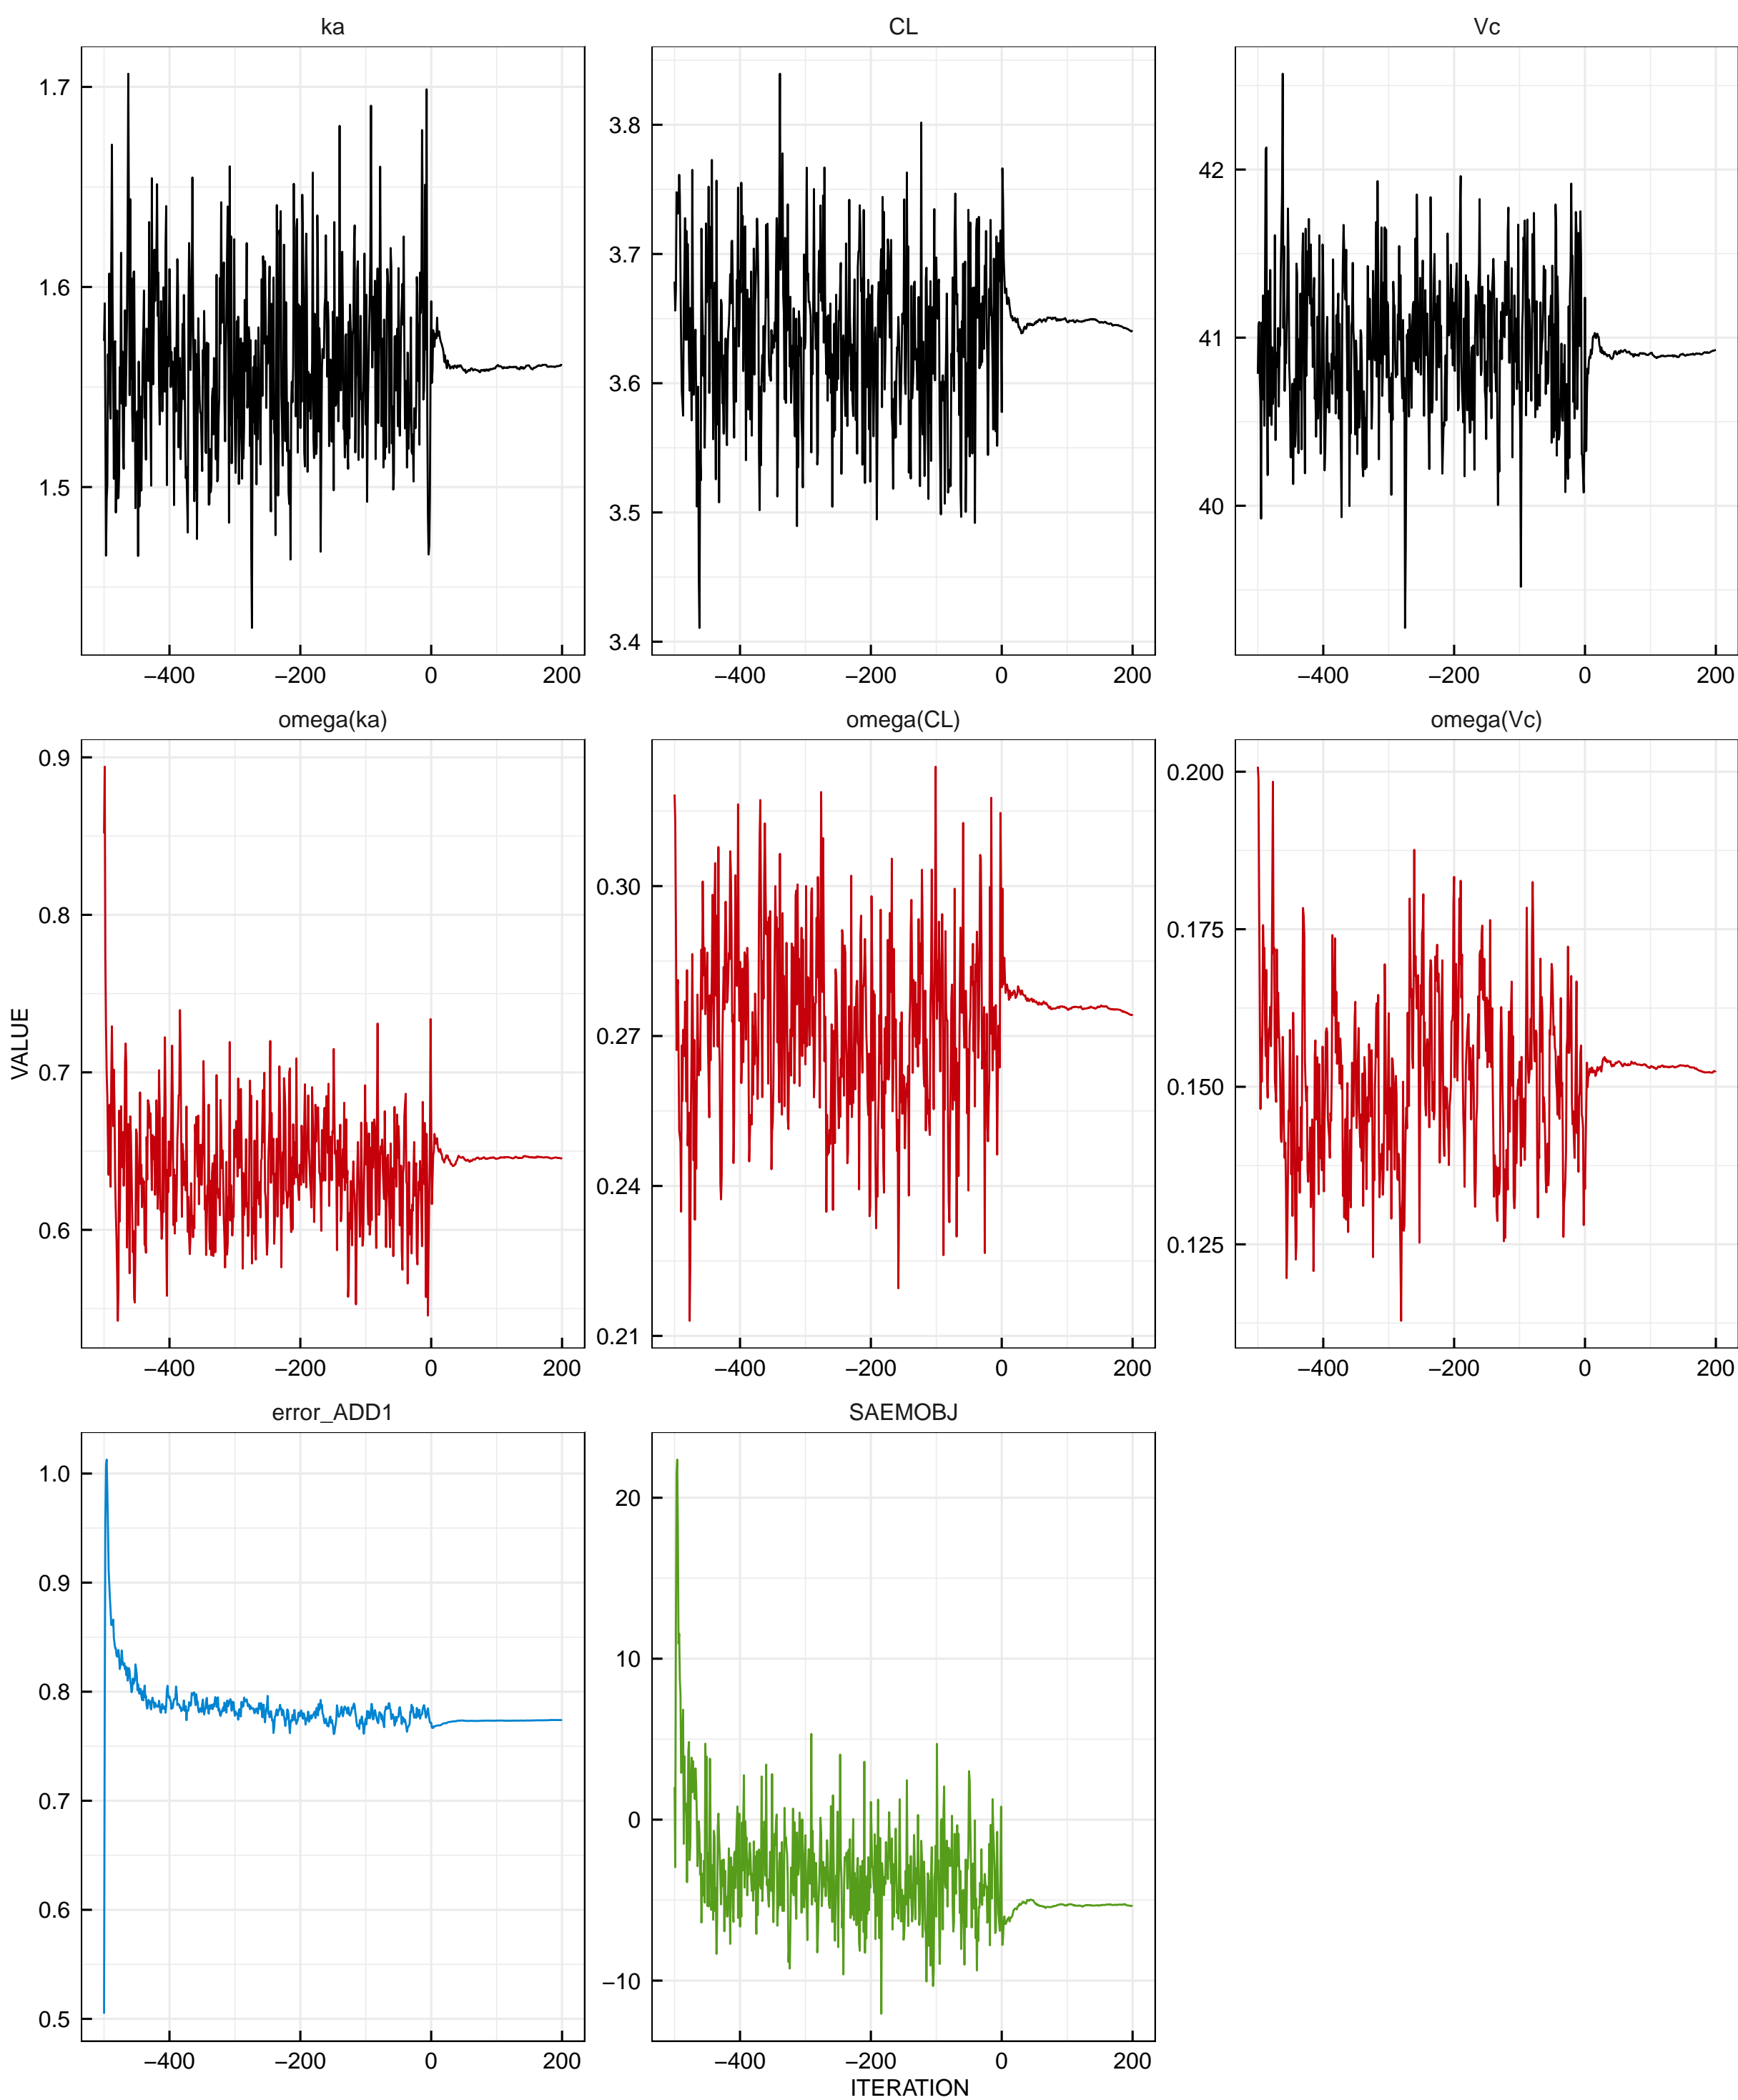 ka
CL
Vc
1.7
1.6
1.5
3.8
3.7
3.6
3.5
3.4
42
41
40
−400 −200 0 200
−400 −200 0 200
−400 −200 0 200
omega(ka)
omega(CL)
omega(Vc)
VALUE
0.9
0.8
0.7
0.6
0.30
0.27
0.24
0.21
0.200
0.175
0.150
0.125
−400 −200 0 200
−400 −200 0 200
−400 −200 0 200
error_ADD1
SAEMOBJ
1.0
0.9
0.8
0.7
0.6
0.5
20
10
0
−10
−400 −200 0 200
−400 −200 0 200
ITERATION